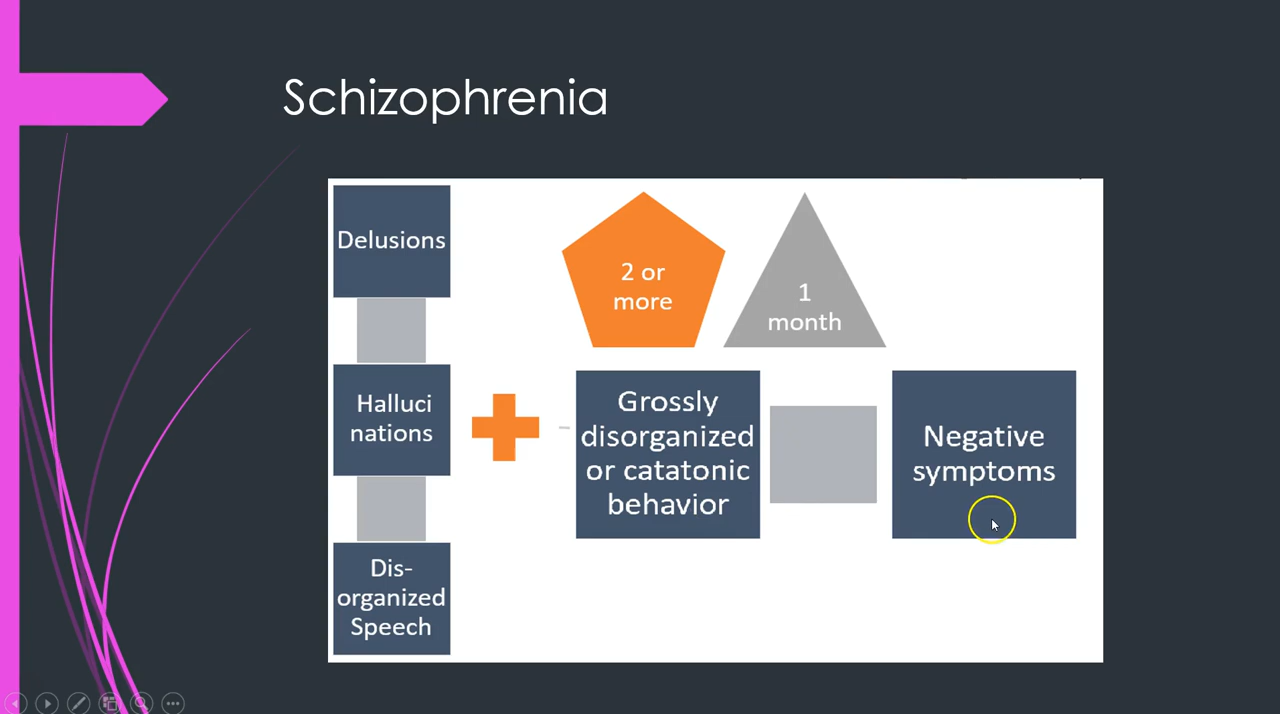 Schizophrenia
Delusions
Halluci
nations
Dis-
organized
Speech
2 or
more
1
month
Grossly
disorganized
or catatonic
behavior
Negative
symptoms